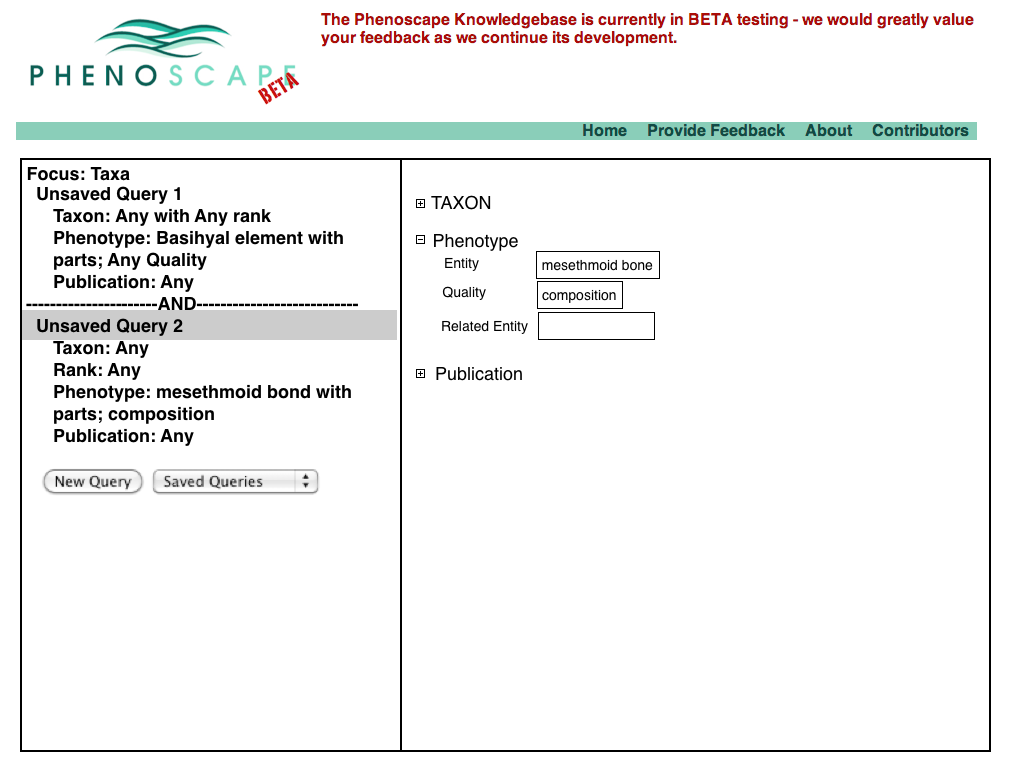 The Phenoscape Knowledgebase is currently in BETA testing - we would greatly value
your feedback as we continue its development.
PHENOSCAPE
BETA
Home Provide Feedback About Contributors
Focus: Taxa
Unsaved Query 1
Taxon: Any with Any rank
Phenotype: Basihyal element with
parts; Any Quality
Publication: Any
----------------------AND---------------------------
Unsaved Query 2
Taxon: Any
Rank: Any
Phenotype: mesethmoid bond with
parts; composition
Publication: Any
New Query Saved Queries
TAXON
Phenotype
Entity mesethmoid bone
Quality composition
Related Entity
Publication